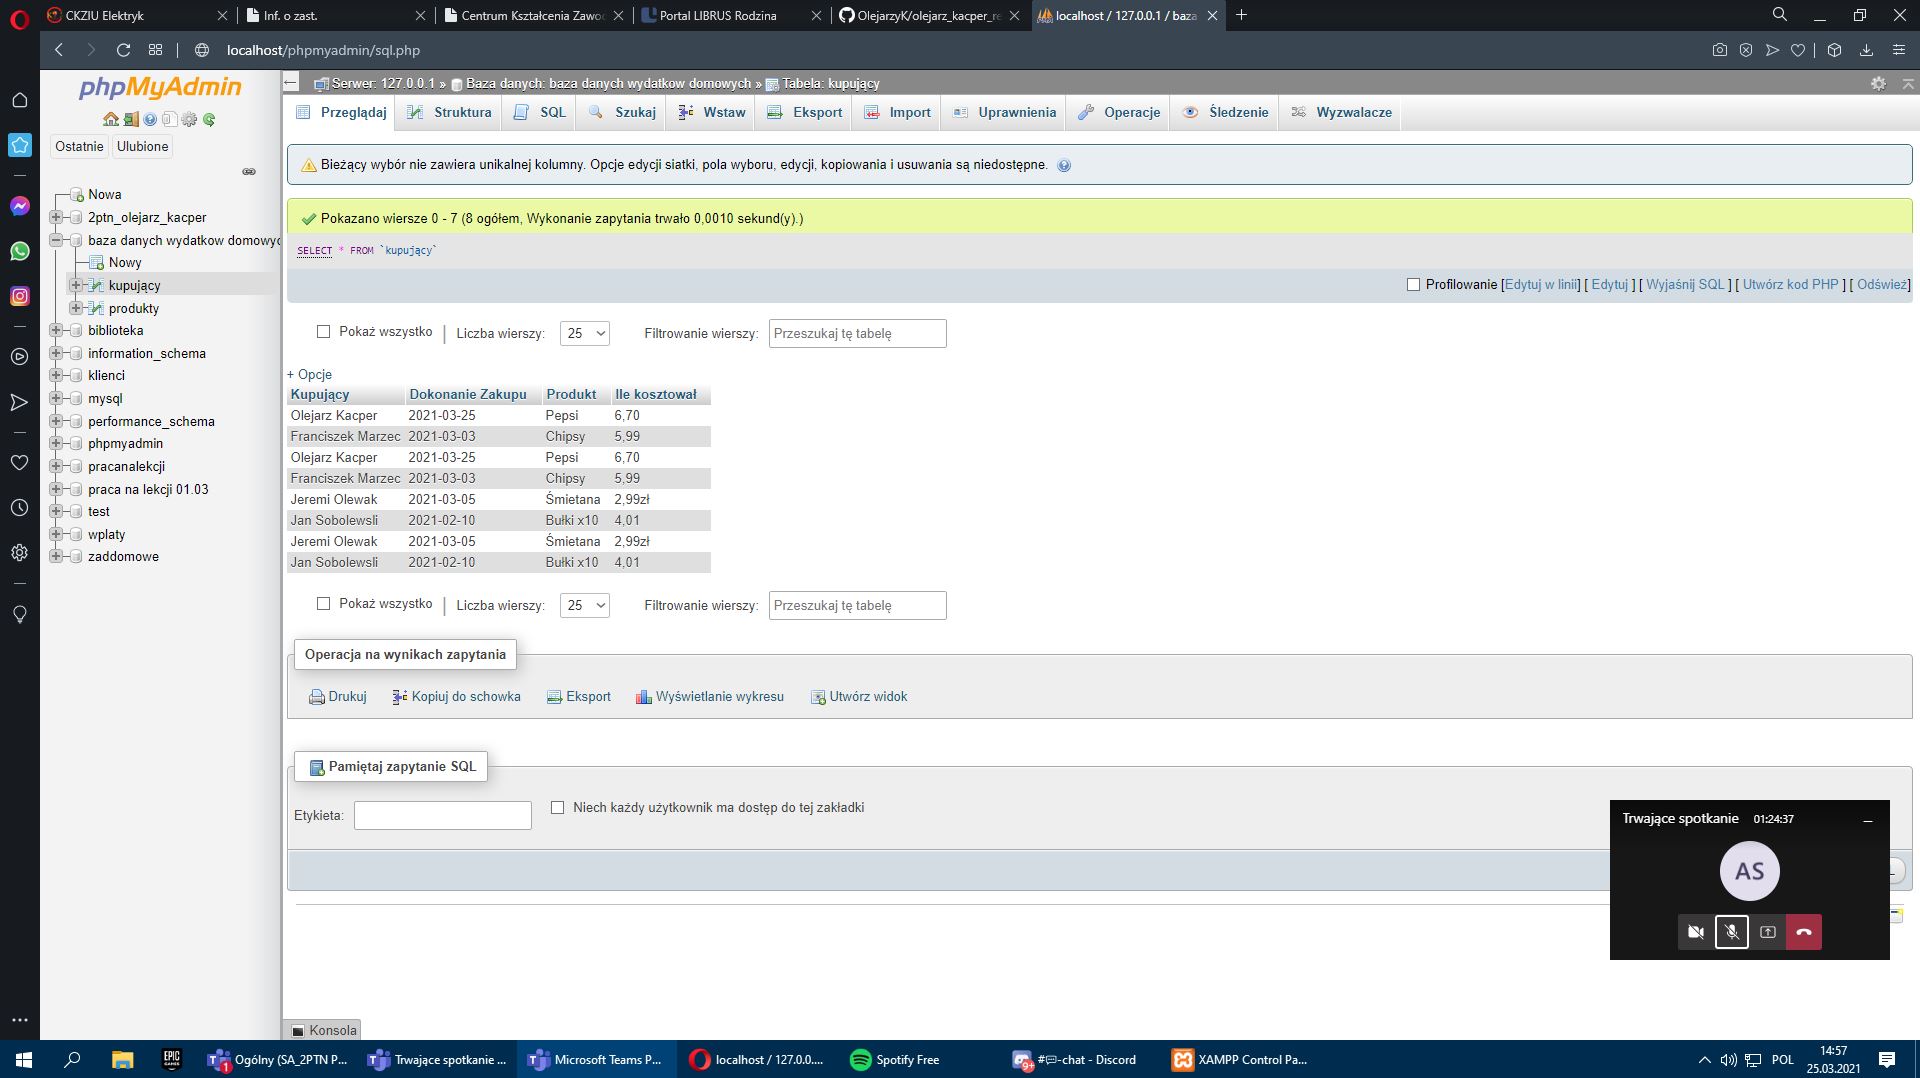 CKZIU Elektryk
Inf. o zast.
Centrum Kształcenia Zawo
Portal LIBRUS Rodzina
OlejarzyK/olejarz_kacper_re
localhost / 127.0.0.1 / baza
localhost/phpmyadmin/sql.php
phpMyAdmin
Ostatnie
Ulubione
Nowa
2ptn_olejarz_kacper
baza danych wydatkow domowyc
Nowy
kupujący
produkty
biblioteka
information_schema
klienci
mysql
performance_schema
phpmyadmin
pracanalekcji
praca na lekcji 01.03
test
wplaty
zaddomowe
Serwer: 127.0.0.1 » Baza danych: baza danych wydatkow domowych » Tabela: kupujący
Przeglądaj
Struktura
SQL
Szukaj
Wstaw
Eksport
Import
Uprawnienia
Operacje
Śledzenie
Wyzwalacze
Bieżący wybór nie zawiera unikalnej kolumny. Opcje edycji siatki, pola wyboru, edycji, kopiowania i usuwania są niedostępne.
Pokazano wiersze 0 - 7 (8 ogółem, Wykonanie zapytania trwało 0,0010 sekund(y).)
SELECT * FROM `kupujący`
Profilowanie [Edytuj w linii] [ Edytuj ] [ Wyjaśnij SQL ] [ Utwórz kod PHP ] [ Odśwież]
Pokaż wszystko | Liczba wierszy: 25 Filtrowanie wierszy: Przeszukaj tę tabelę
+ Opcje
Kupujący Dokonanie Zakupu Produkt Ile kosztował
Olejarz Kacper 2021-03-25 Pepsi 6,70
Franciszek Marzec 2021-03-03 Chipsy 5,99
Olejarz Kacper 2021-03-25 Pepsi 6,70
Franciszek Marzec 2021-03-03 Chipsy 5,99
Jeremi Olewak 2021-03-05 Śmietana 2,99zł
Jan Sobolewsli 2021-02-10 Bułki x10 4,01
Jeremi Olewak 2021-03-05 Śmietana 2,99zł
Jan Sobolewsli 2021-02-10 Bułki x10 4,01
Pokaż wszystko | Liczba wierszy: 25 Filtrowanie wierszy: Przeszukaj tę tabelę
Operacja na wynikach zapytania
Drukuj
Kopiuj do schowka
Eksport
Wyświetlanie wykresu
Utwórz widok
Pamiętaj zapytanie SQL
Etykieta:
Niech każdy użytkownik ma dostęp do tej zakładki
Trwające spotkanie 01:24:37
AS
Konsola
EPIC GAMES
1
Ogólny (SA_2PTN P...
Trwające spotkanie ...
Microsoft Teams P...
localhost / 127.0.0....
Spotify Free
9+
#💬-chat - Discord
XAMPP Control Pa...
POL
14:57
25.03.2021